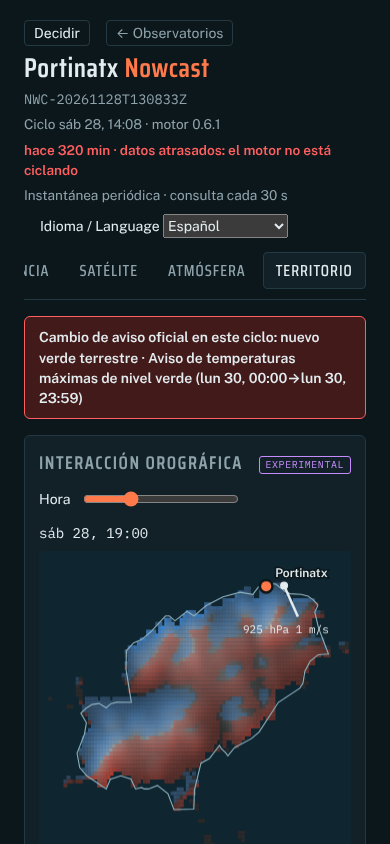 Decidir
← Observatorios
Portinatx Nowcast
NWC-20261128T130833Z
Ciclo sáb 28, 14:08 · motor 0.6.1
hace 320 min · datos atrasados: el motor no está
ciclando
Instantánea periódica · consulta cada 30 s
Idioma / Language Español
NCIA SATÉLITE ATMÓSFERA TERRITORIO
Cambio de aviso oficial en este ciclo: nuevo
verde terrestre · Aviso de temperaturas
máximas de nivel verde (lun 30, 00:00→lun 30,
23:59)
INTERACCIÓN OROGRÁFICA EXPERIMENTAL
Hora
sáb 28, 19:00
Portinatx
925 hPa 1 m/s